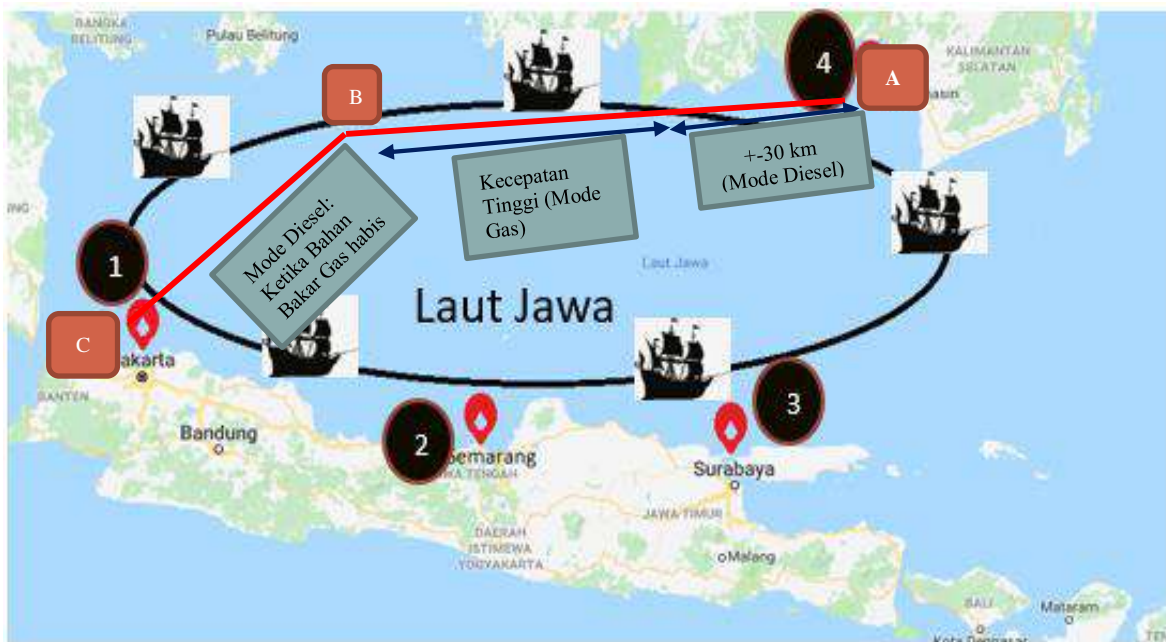 BANGKA
BELITUNG
Pulau Belitung
4
A
KALIMANTAN
SELATAN
B
+-30 km
(Mode Diesel)
Kecepatan
Tinggi (Mode
Gas)
Mode Diesel:
Ketika Bahan
Bakar Gas habis
1
Laut Jawa
Laut Jawa
C
akarta
BANTEN
Bandung
2
Semarang
WA TENGAH
3
Surabaya
JAWA TIMUR
DAERAH
ISTIMEWA
YOGYAKARTA
Malang
BALI
Mataram